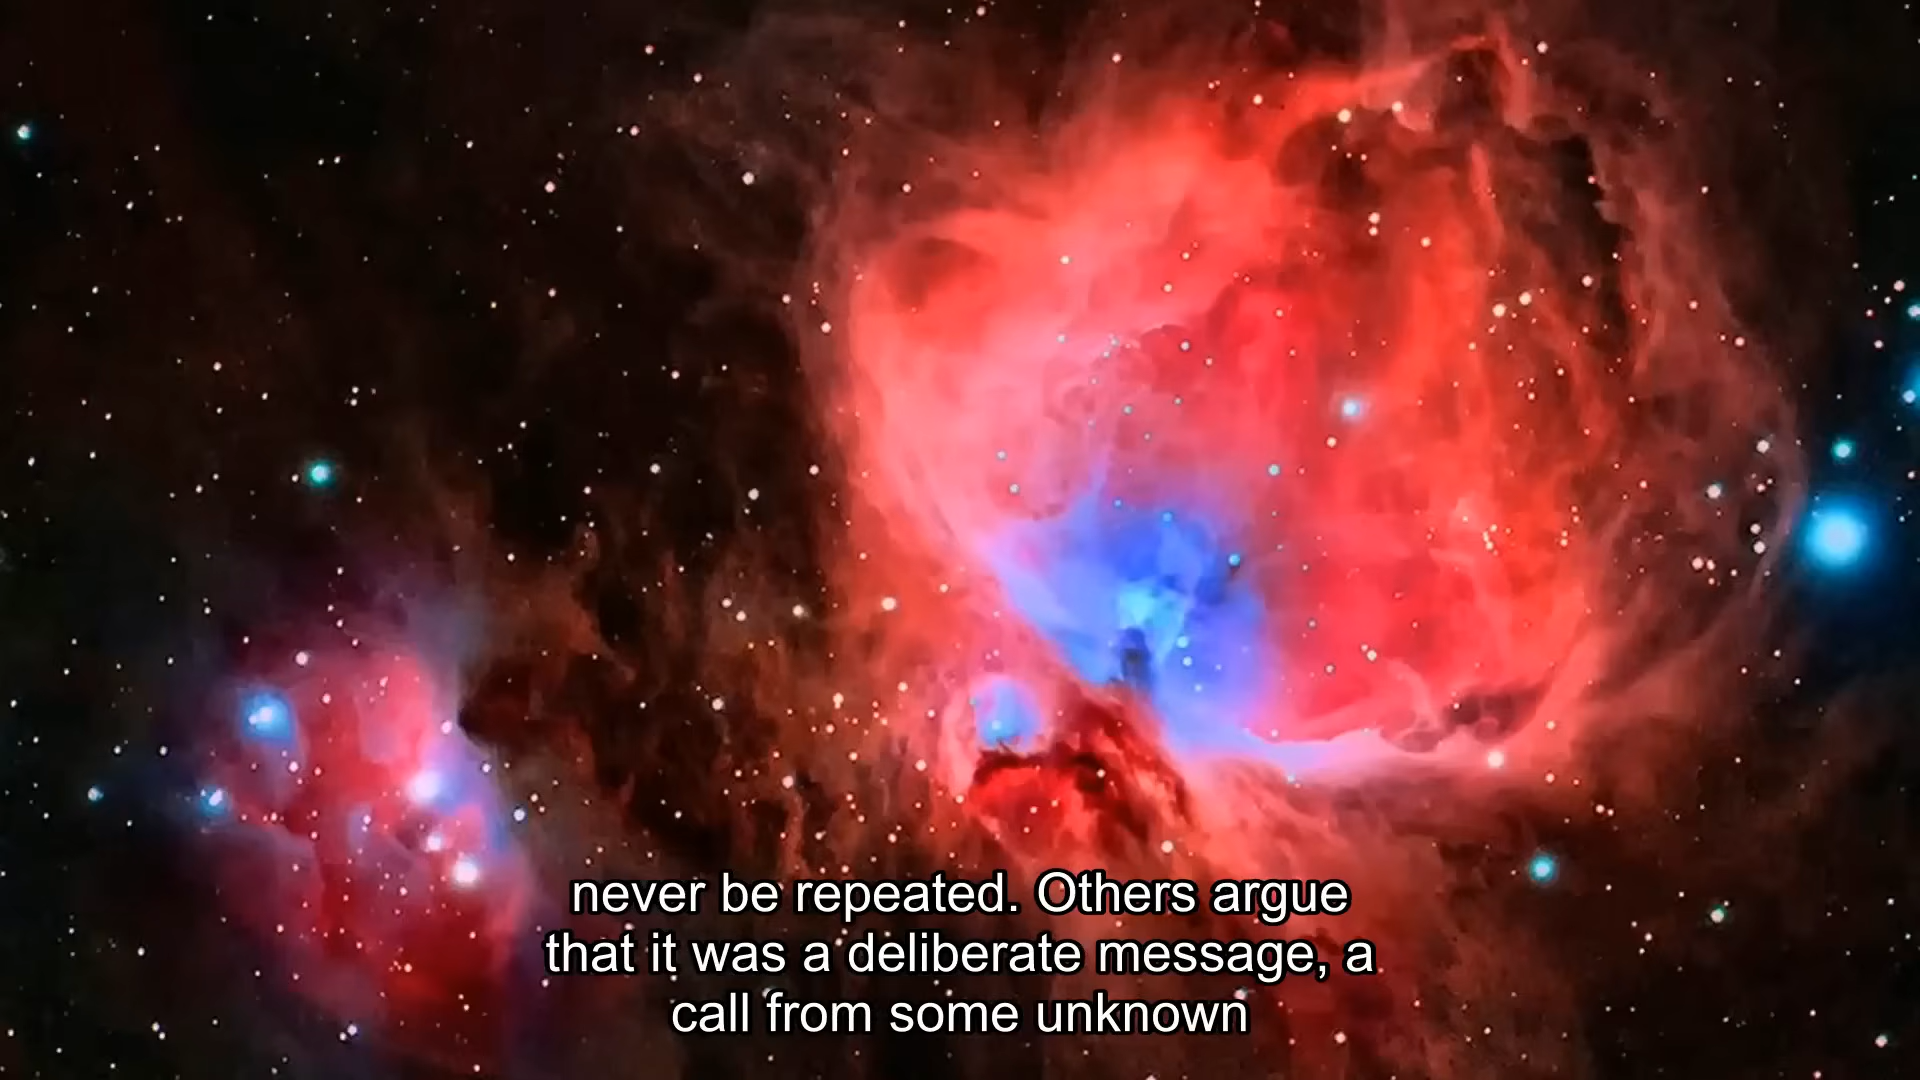 never be repeated. Others argue
that it was a deliberate message, a
call from some unknown